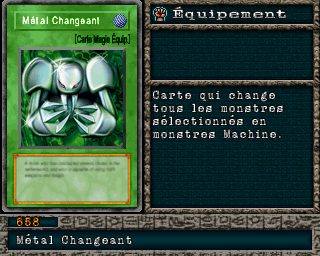 Métal Changeant
[Carte Magie Équip.]
Équipement
Carte qui change
tous les monstres
sélectionnés en
monstres Machine.
658
Métal Changeant